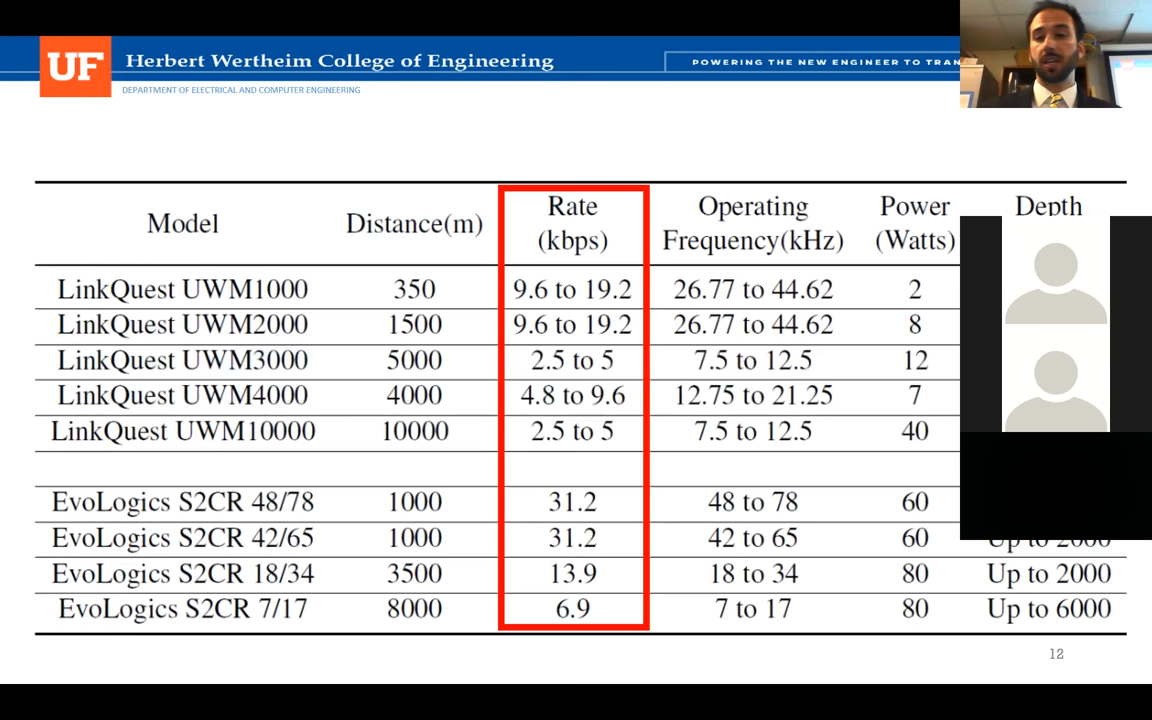 UF
Herbert Wertheim College of Engineering
POWERING THE NEW ENGINEER TO
DEPARTMENT OF ELECTRICAL AND COMPUTER ENGINEERING
Model Distance(m) Rate (kbps) Operating Frequency(kHz) Power (Watts) Depth
LinkQuest UWM1000 350 9.6 to 19.2 26.77 to 44.62 2
LinkQuest UWM2000 1500 9.6 to 19.2 26.77 to 44.62 8
LinkQuest UWM3000 5000 2.5 to 5 7.5 to 12.5 12
LinkQuest UWM4000 4000 4.8 to 9.6 12.75 to 21.25 7
LinkQuest UWM10000 10000 2.5 to 5 7.5 to 12.5 40
EvoLogics S2CR 48/78 1000 31.2 48 to 78 60
EvoLogics S2CR 42/65 1000 31.2 42 to 65 60 Up to 2000
EvoLogics S2CR 18/34 3500 13.9 18 to 34 80 Up to 2000
EvoLogics S2CR 7/17 8000 6.9 7 to 17 80 Up to 6000
12